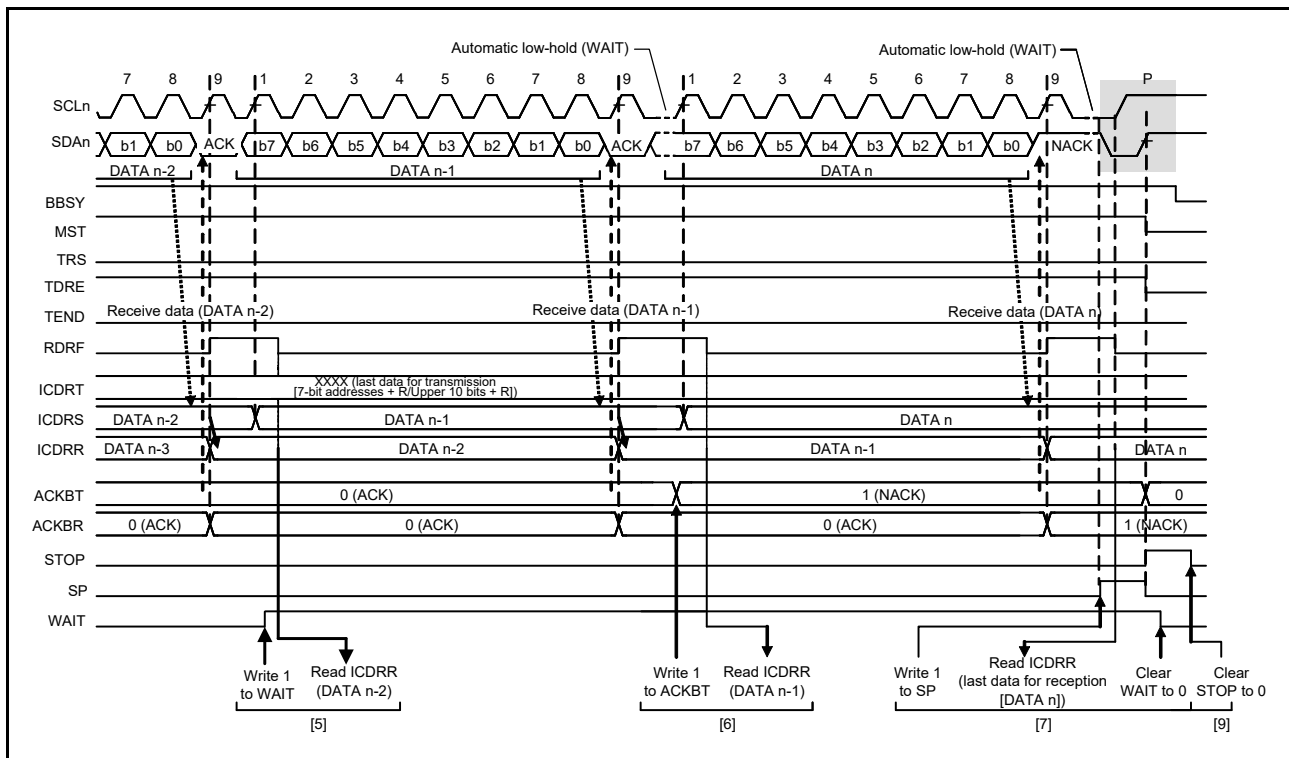 Automatic low-hold (WAIT)
Automatic low-hold (WAIT)
7 8 9 1 2 3 4 5 6 7 8 9 1 2 3 4 5 6 7 8 9 P
SCLn
SDAn b1 b0 ACK b7 b6 b5 b4 b3 b2 b1 b0 ACK b7 b6 b5 b4 b3 b2 b1 b0 NACK
DATA n-2 DATA n-1 DATA n
BBSY
MST
TRS
TDRE
Receive data (DATA n-2) Receive data (DATA n-1) Receive data (DATA n)
TEND
RDRF
XXXX (last data for transmission
ICDRT
[7-bit addresses + R/Upper 10 bits + R])
ICDRS DATA n-2 DATA n-1 DATA n
ICDRR DATA n-3 DATA n-2 DATA n-1 DATA n
ACKBT 0 (ACK) 1 (NACK) 0
ACKBR 0 (ACK) 0 (ACK) 0 (ACK) 1 (NACK)
STOP
SP
WAIT
Write 1
to WAIT
Read ICDRR
(DATA n-2)
Write 1
to ACKBT
Read ICDRR
(DATA n-1)
Write 1
to SP
Read ICDRR
(last data for reception
[DATA n])
Clear
WAIT to 0
Clear
STOP to 0
[5] [6] [7] [9]